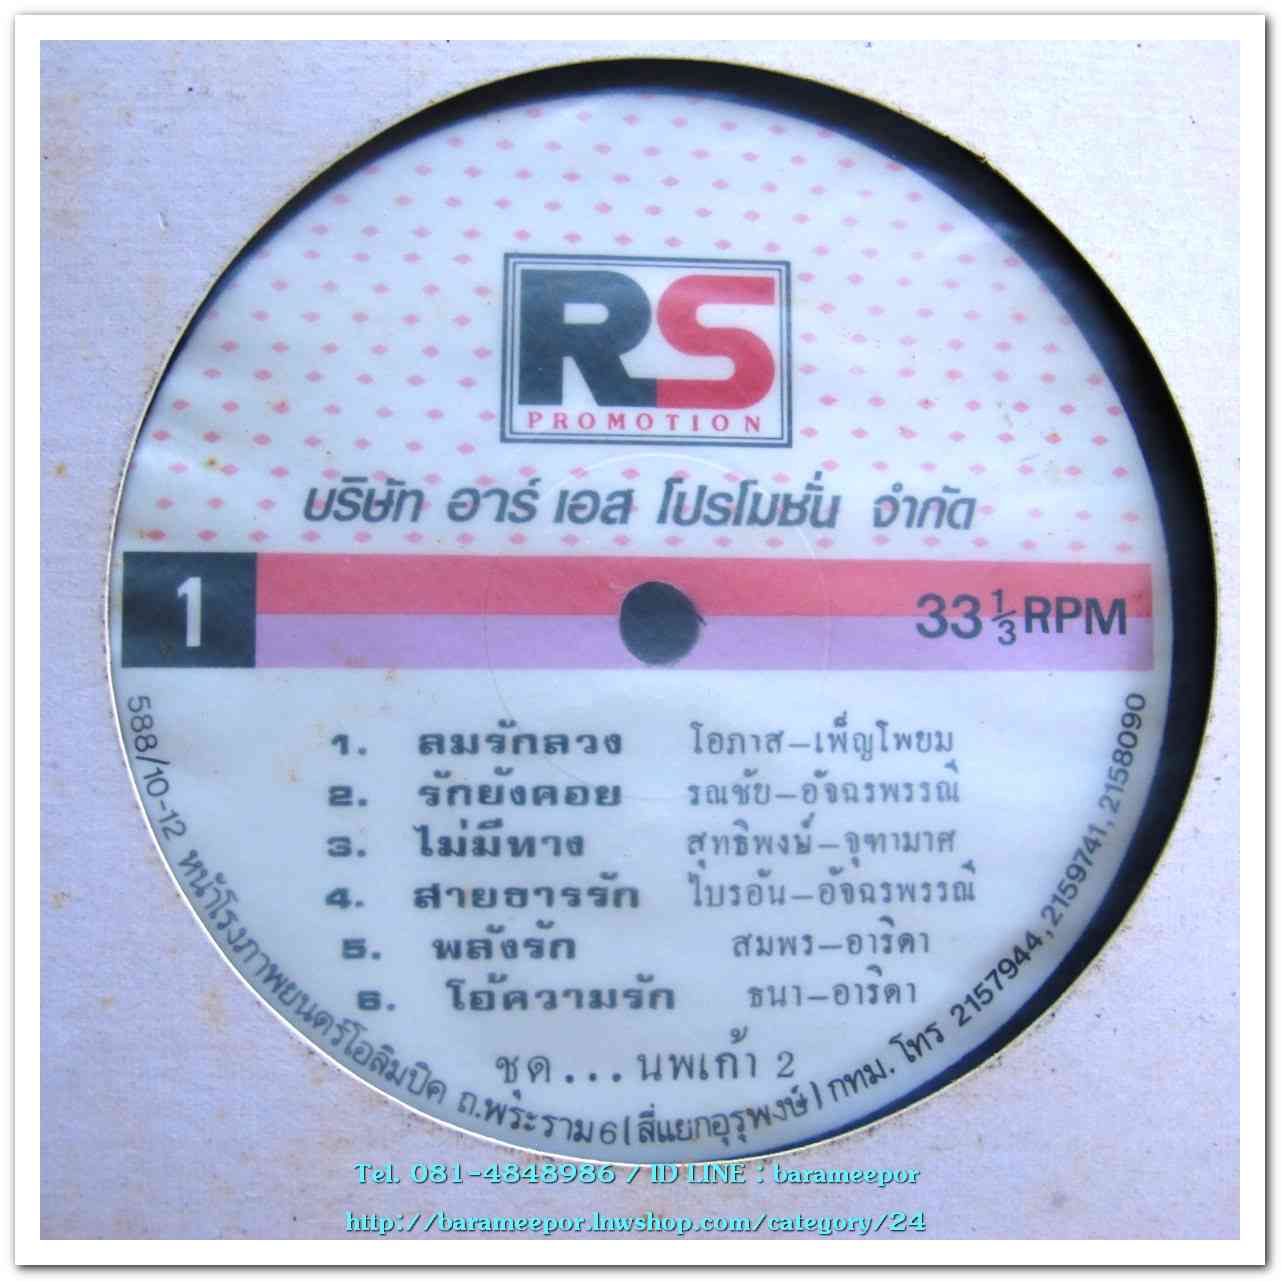 RS
PROMOTION
บริษัท อาร์ เอส โปรโมชั่น จำกัด
1
33 1/3 RPM
1. ลมรักลวง โอภาส-เพ็ญโพยม
2. รักยังคอย รณชัย-อัจฉรพรรณ์
3. ไม่มีทาง สุทธิพงษ์-จุฑามาศ
4. สายธารรัก ไบรอัน-อัจฉรพรรณ์
5. พลังรัก สมพร-อาริดา
6. โอ้ความรัก ธนา-อาริดา
ชุด...นพเก้า 2
588/10-12 หน้าโรงภาพยนตร์โอลิมปิค ถ.พระราม 6 (สี่แยกอุรุพงษ์) กทม. โทร 2157944, 2159741, 2158090
Tel. 081-4848986 / ID LINE : barameepor
http://barameepor.lnwshop.com/category/24